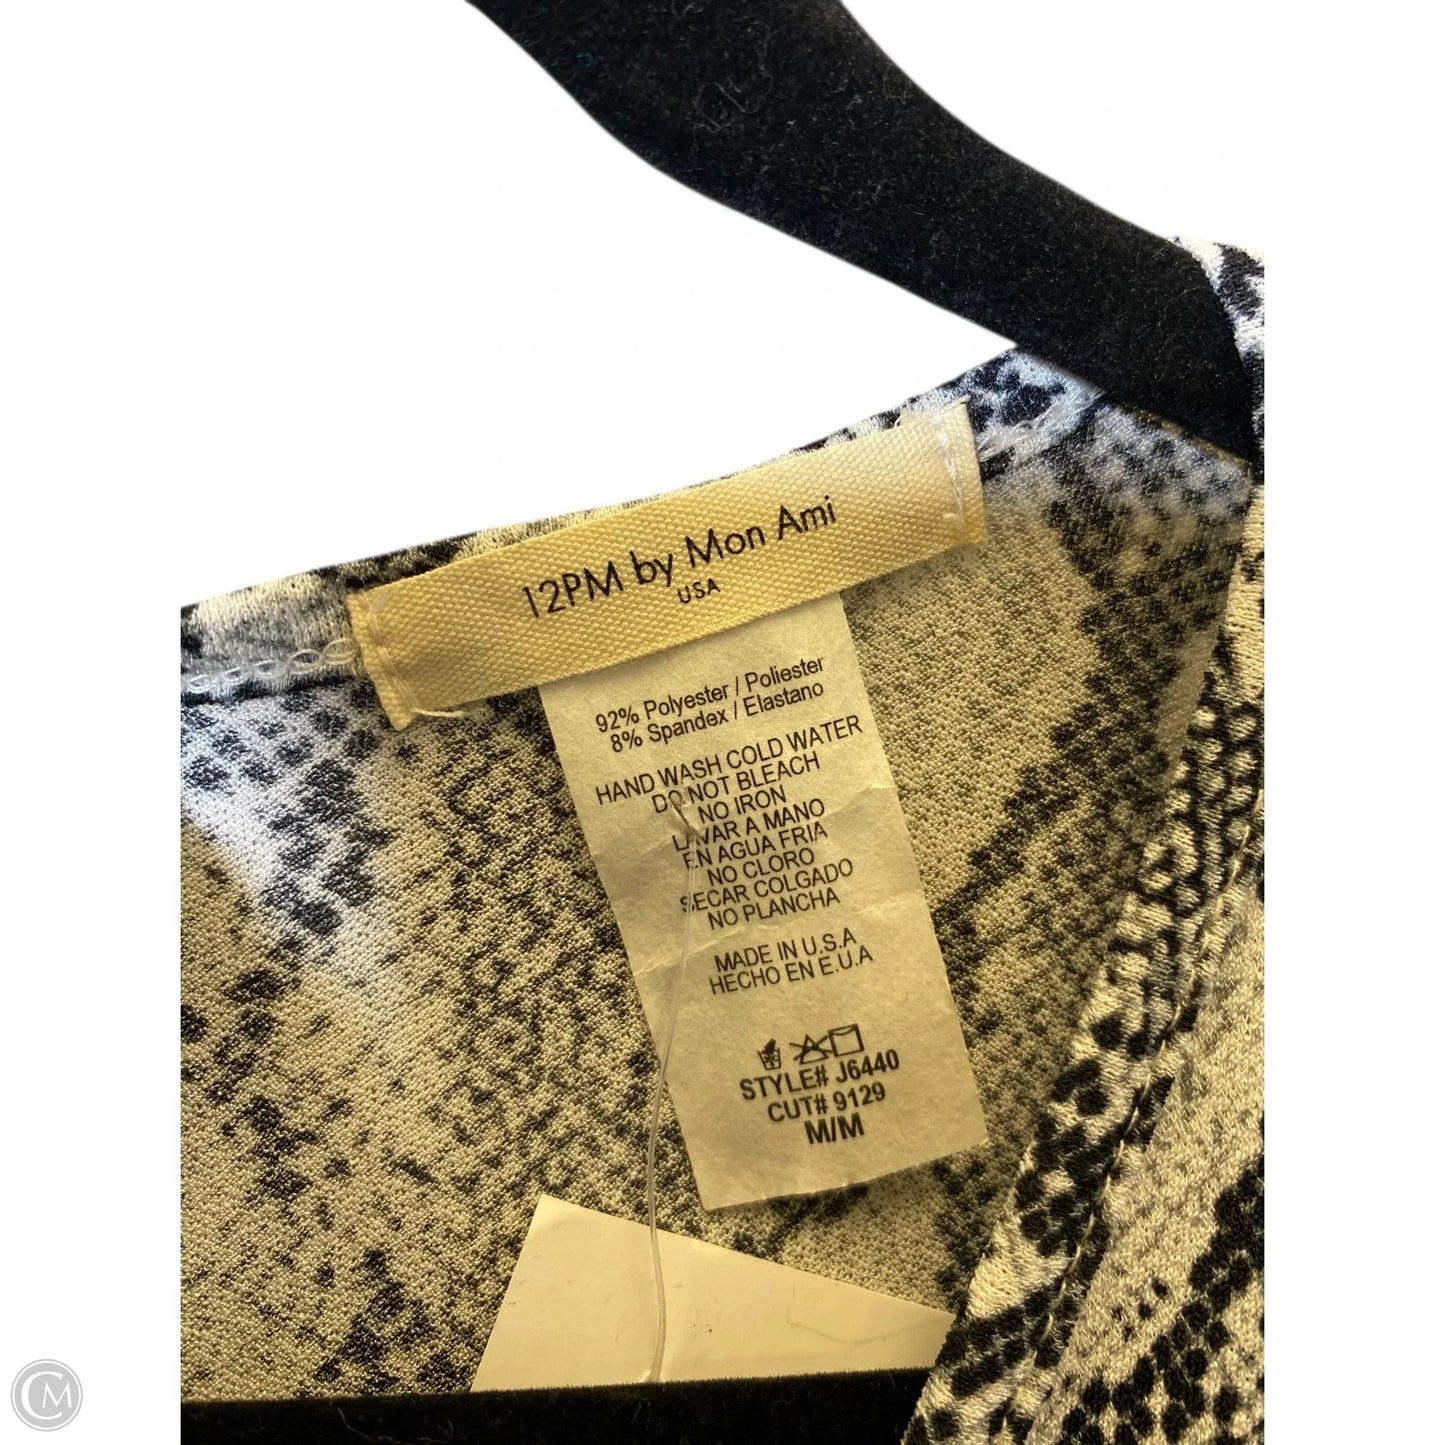 12PM by Mon Ami
USA
92% Polyester / Poliester
8% Spandex / Elastano
HAND WASH COLD WATER
DO NOT BLEACH
NO IRON
LAVAR A MANO
EN AGUA FRIA
NO CLORO
SECAR COLGADO
NO PLANCHA
MADE IN U.S.A
HECHO EN E.U.A
STYLE# J6440
CUT# 9129
M/M
CM